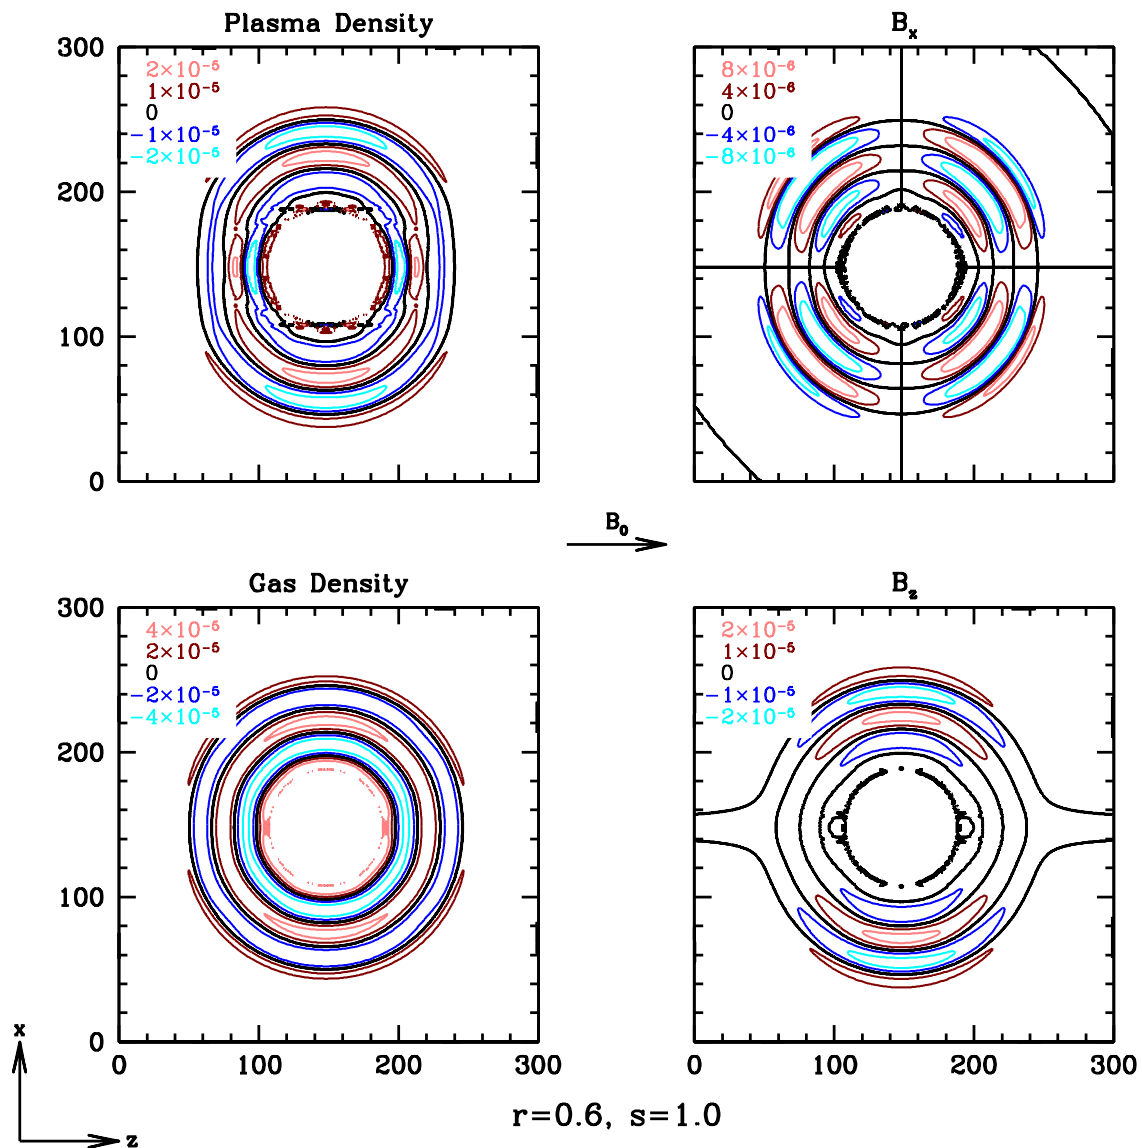 Plasma Density
300
200
100
0
2×10⁻⁵
1×10⁻⁵
0
−1×10⁻⁵
−2×10⁻⁵
Bₓ
8×10⁻⁶
4×10⁻⁶
0
−4×10⁻⁶
−8×10⁻⁶
B₀
Gas Density
300
200
100
0
4×10⁻⁵
2×10⁻⁵
0
−2×10⁻⁵
−4×10⁻⁵
0 100 200 300
B_z
2×10⁻⁵
1×10⁻⁵
0
−1×10⁻⁵
−2×10⁻⁵
0 100 200 300
x
z
r=0.6, s=1.0